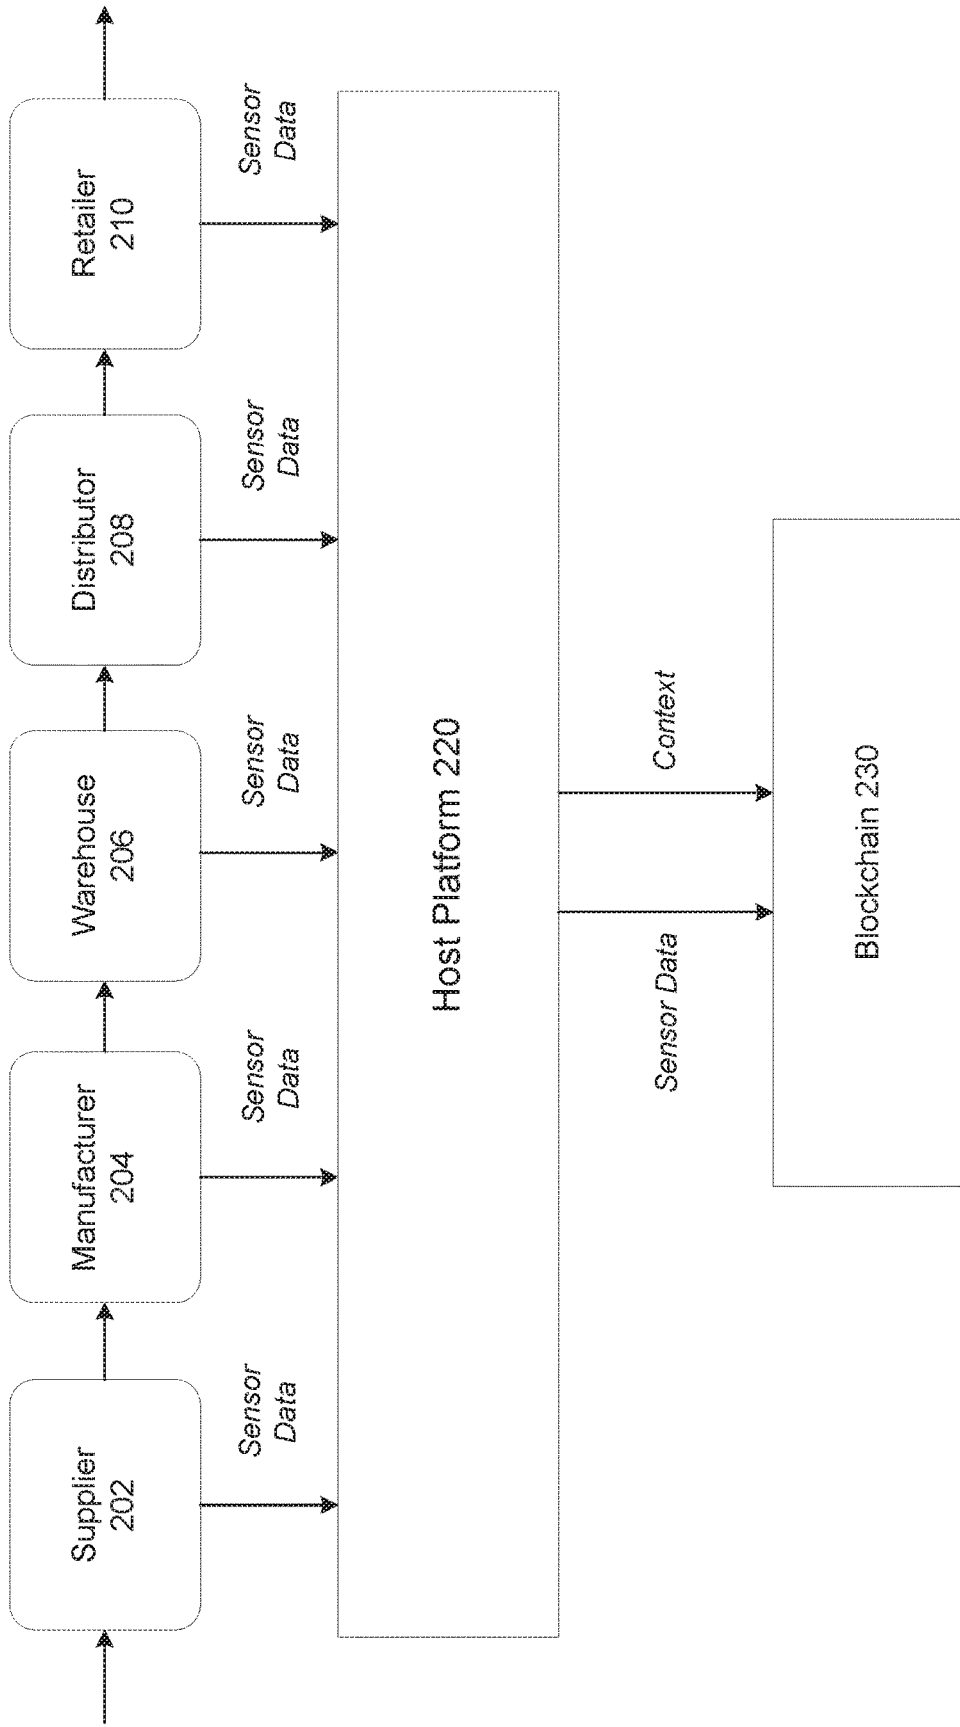 Supplier
202
Manufacturer
204
Warehouse
206
Distributor
208
Retailer
210
Sensor
Data
Sensor
Data
Sensor
Data
Sensor
Data
Sensor
Data
Host Platform 220
Sensor Data
Context
Blockchain 230